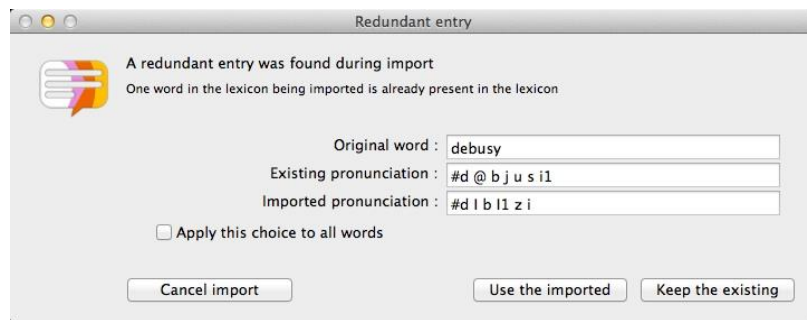 Redundant entry
A redundant entry was found during import
One word in the lexicon being imported is already present in the lexicon
Original word : debusy
Existing pronunciation : #d @ b j u s i1
Imported pronunciation : #d I b I1 z i
Apply this choice to all words
Cancel import Use the imported Keep the existing